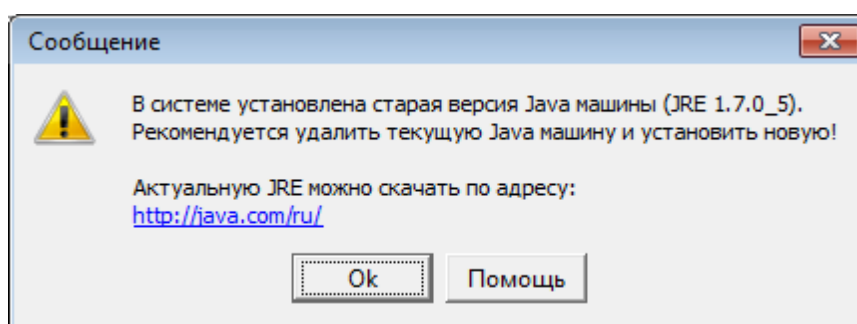 Сообщение
В системе установлена старая версия Java машины (JRE 1.7.0_5).
Рекомендуется удалить текущую Java машину и установить новую!
Актуальную JRE можно скачать по адресу:
http://java.com/ru/
Ok
Помощь